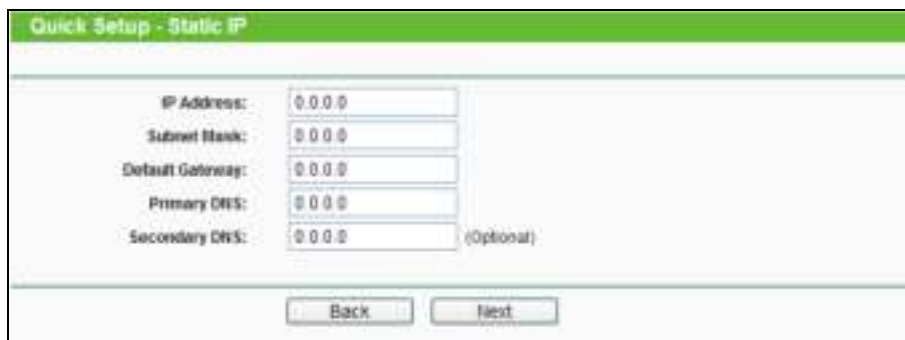 Quick Setup - Static IP
IP Address: 0.0.0.0
Subnet Mask: 0.0.0.0
Default Gateway: 0.0.0.0
Primary DNS: 0.0.0.0
Secondary DNS: 0.0.0.0 (Optional)
Back Next